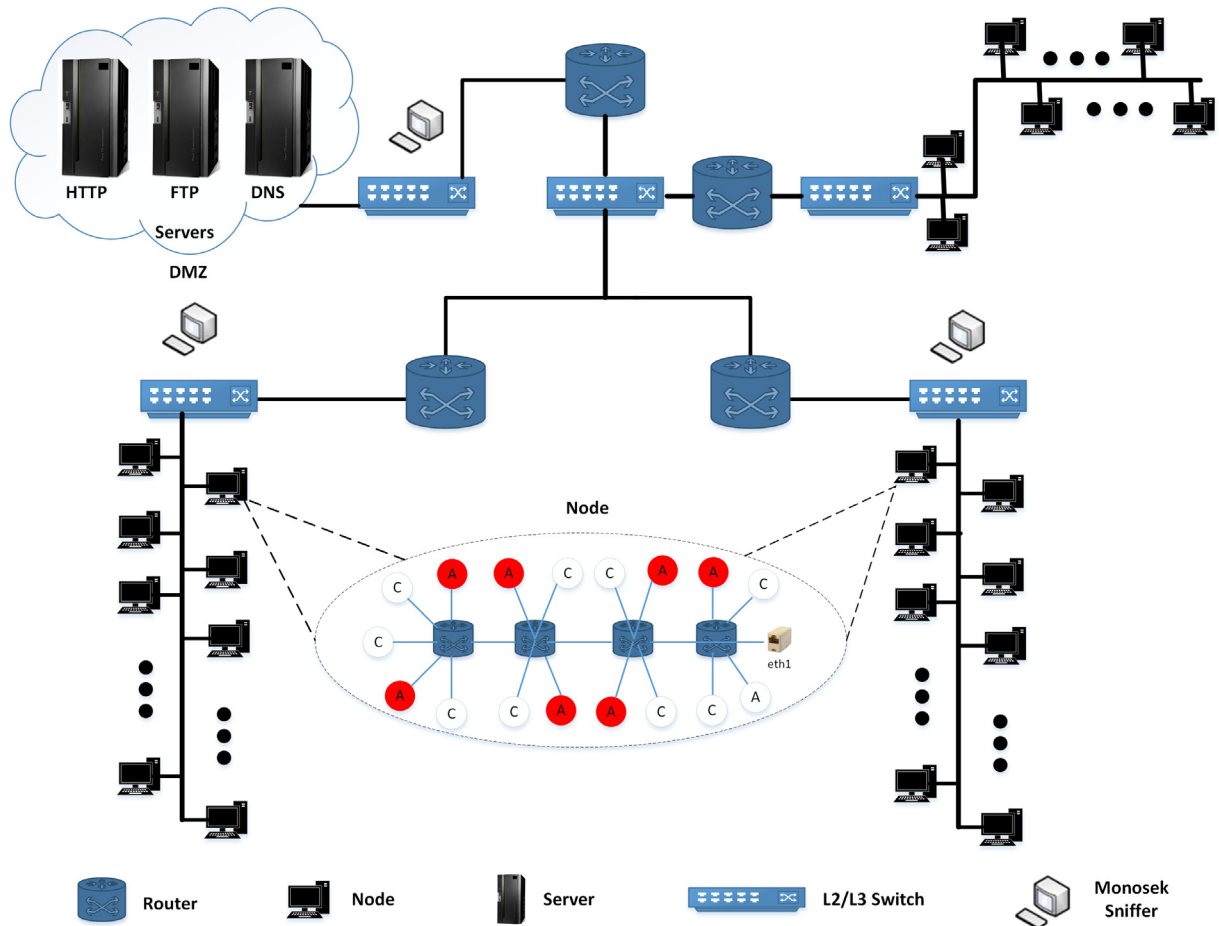 HTTP
FTP
DNS
Servers
DMZ
Node
C
A
A
C
C
A
A
C
C
eth1
A
C
C
A
A
C
C
A
Router
Node
Server
L2/L3 Switch
Monosek
Sniffer